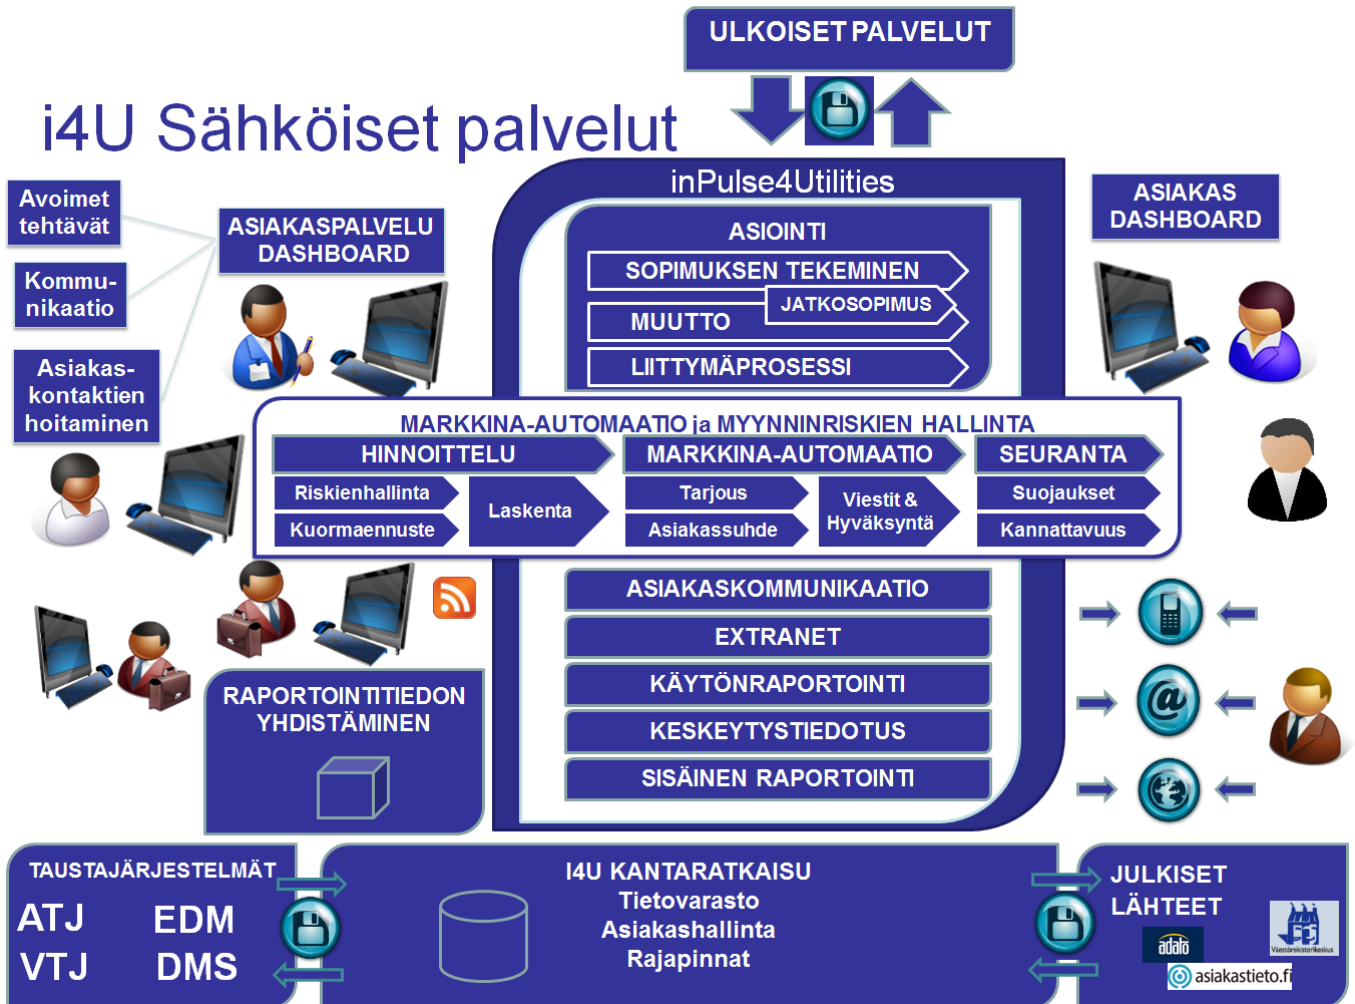 ULKOISET PALVELUT
i4U Sähköiset palvelut
inPulse4Utilities
Avoimet
tehtävät
Kommu-
nikaatio
Asiakas-
kontaktien
hoitaminen
ASIAKASPALVELU
DASHBOARD
ASIAKAS
DASHBOARD
ASIOINTI
SOPIMUKSEN TEKEMINEN
JATKOSOPIMUS
MUUTTO
LIITTYMÄPROSESSI
MARKKINA-AUTOMAATIO ja MYYNNINRISKIEN HALLINTA
HINNOITTELU
MARKKINA-AUTOMAATIO
SEURANTA
Riskienhallinta
Kuormaennuste
Laskenta
Tarjous
Asiakassuhde
Viestit &
Hyväksyntä
Suojaukset
Kannattavuus
ASIAKASKOMMUNIKAATIO
EXTRANET
KÄYTÖNRAPORTOINTI
KESKEYTYSTIEDOTUS
SISÄINEN RAPORTOINTI
RAPORTOINTITIEDON
YHDISTÄMINEN
@
TAUSTAJÄRJESTELMÄT
ATJ EDM
VTJ DMS
I4U KANTARATKAISU
Tietovarasto
Asiakashallinta
Rajapinnat
JULKISET
LÄHTEET
adato
Väestörekisterikeskus
asiakastieto.fi